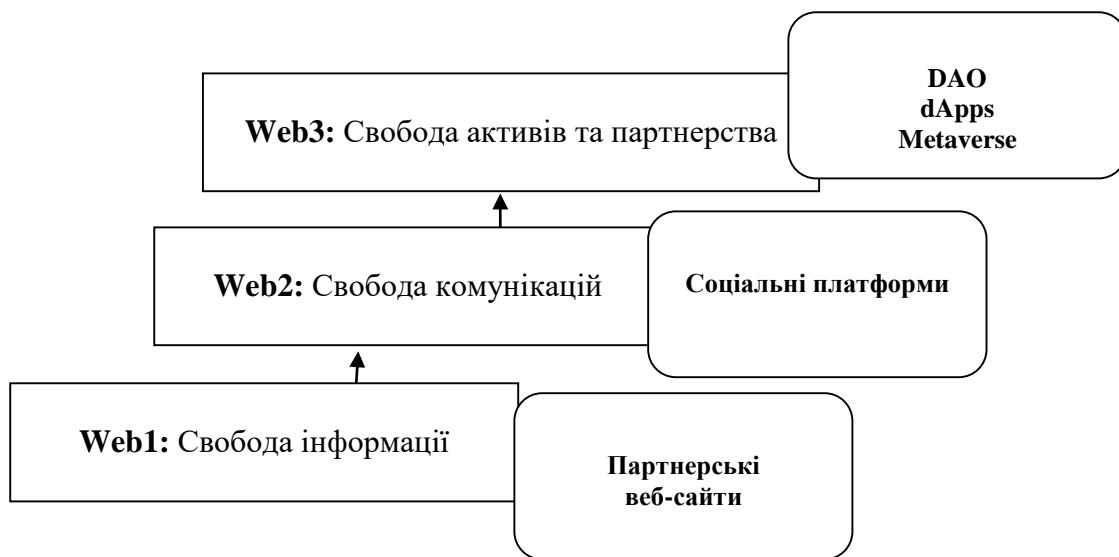 DAO
dApps
Metaverse
Web3: Свобода активів та партнерства
Web2: Свобода комунікацій
Соціальні платформи
Web1: Свобода інформації
Партнерські
веб-сайти